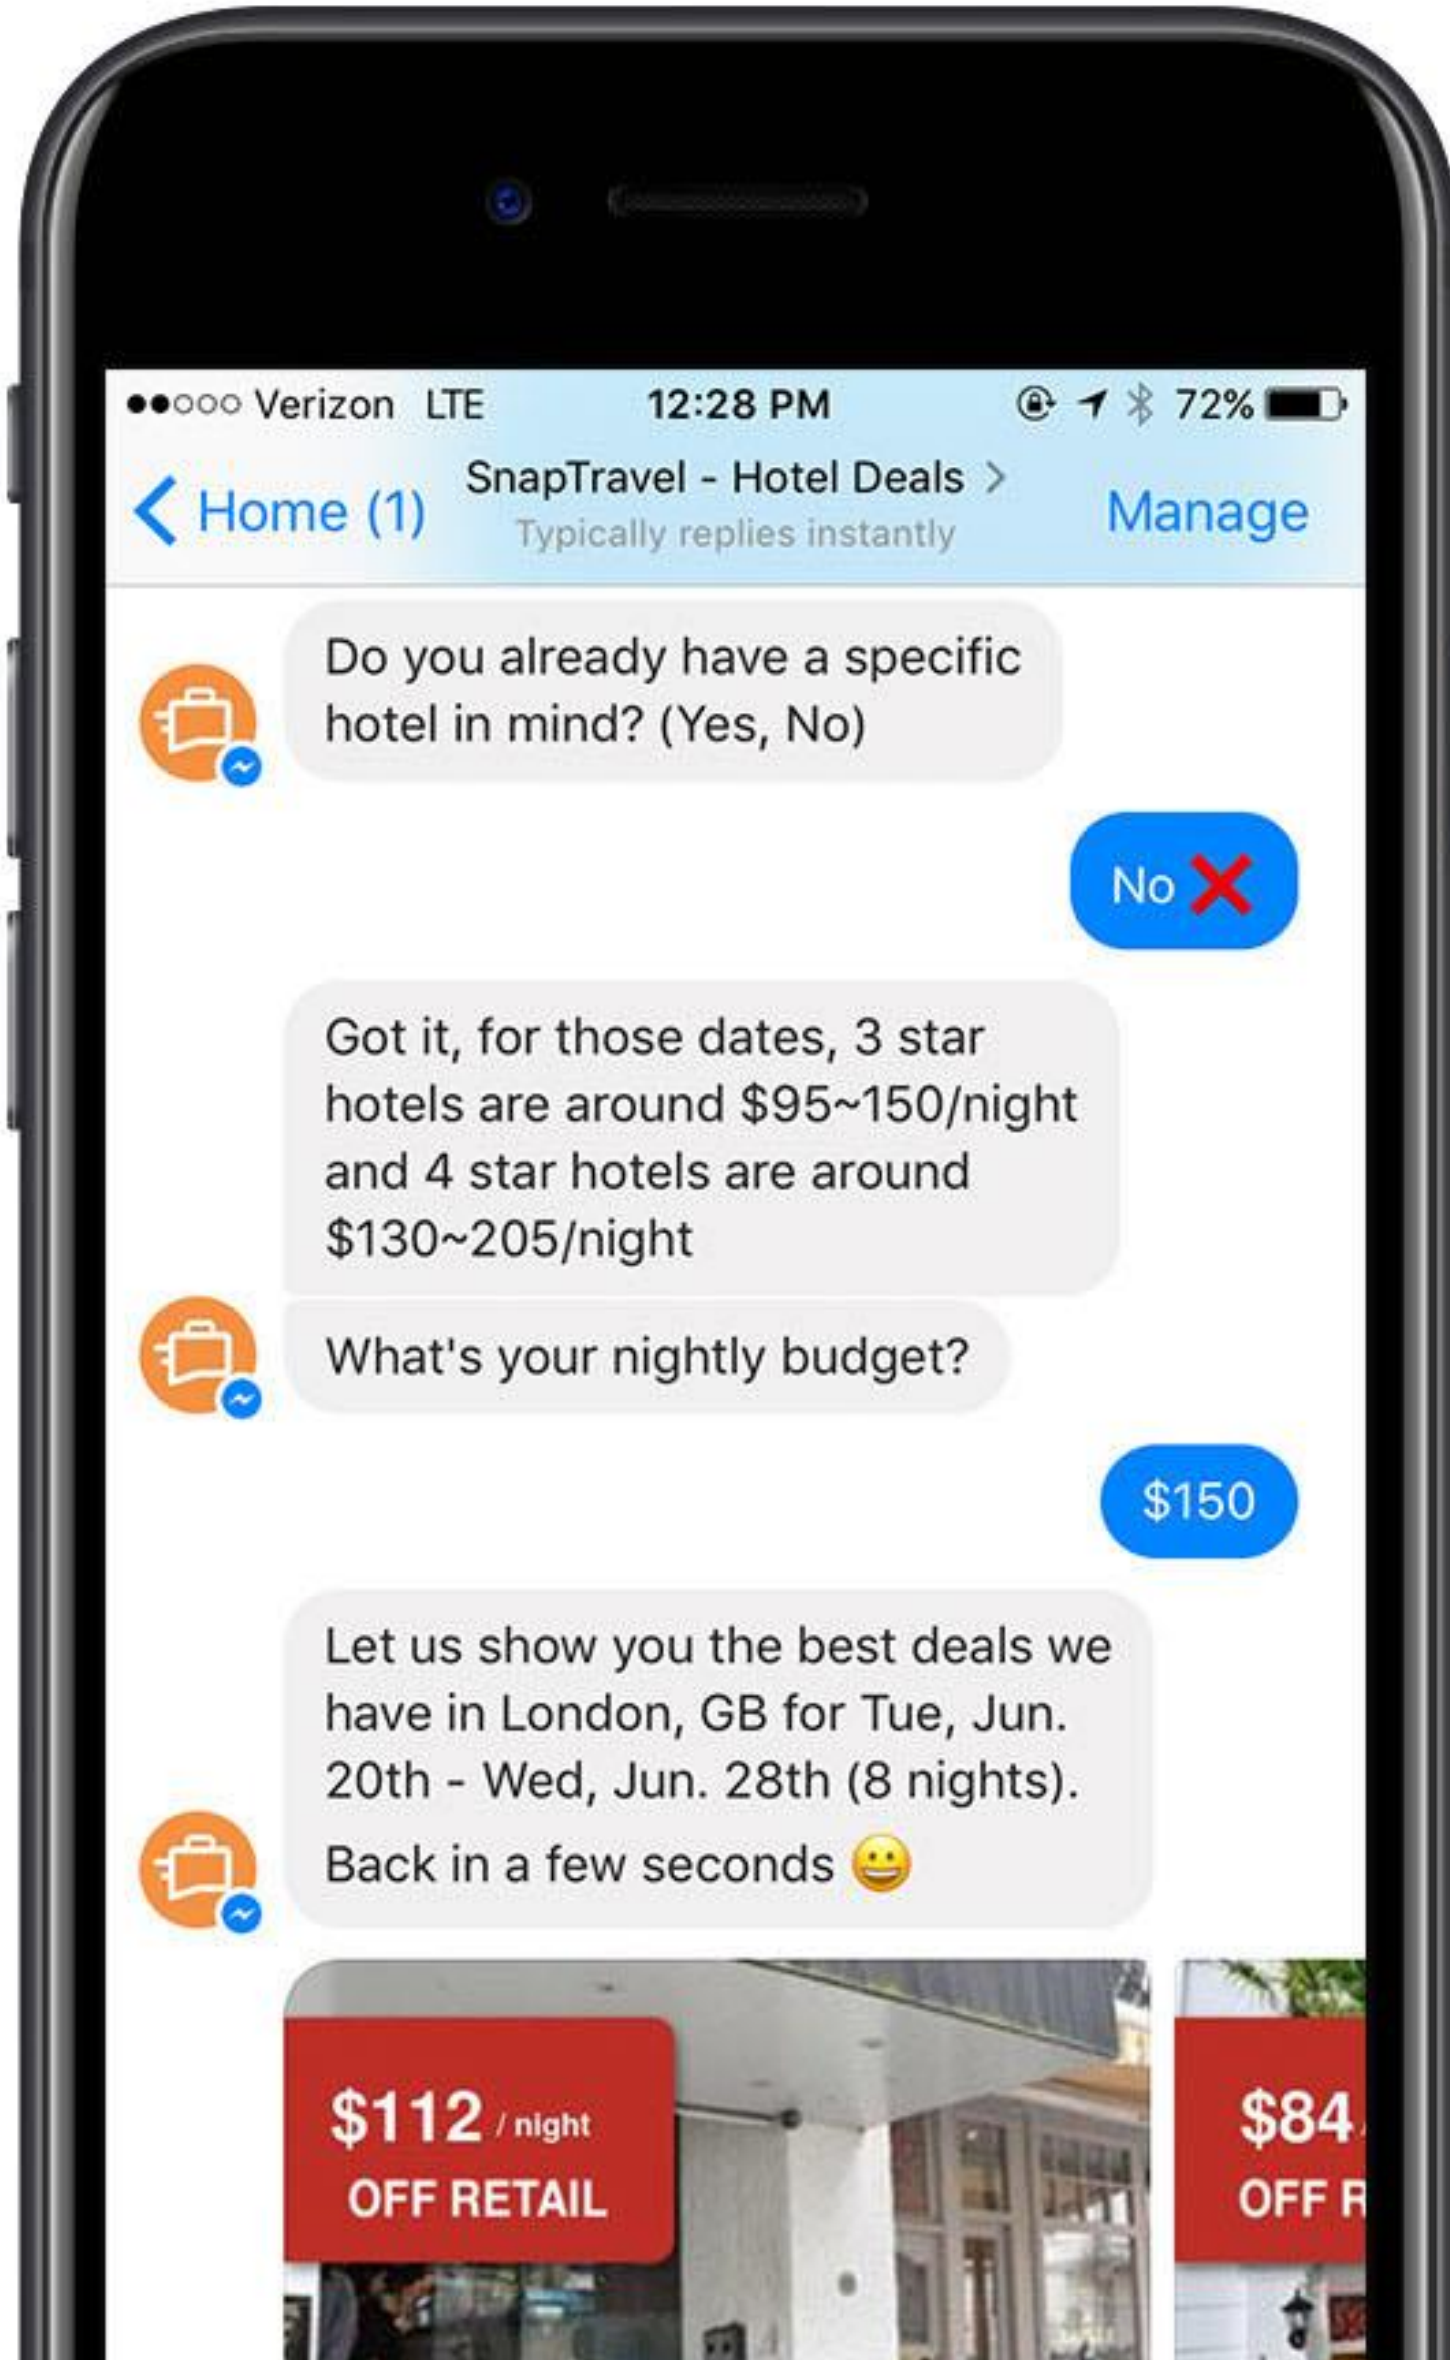 Verizon LTE 12:28 PM 72%
Home (1) SnapTravel - Hotel Deals Manage
Typically replies instantly
Do you already have a specific
hotel in mind? (Yes, No)
No ❌
Got it, for those dates, 3 star
hotels are around $95~150/night
and 4 star hotels are around
$130~205/night
What's your nightly budget?
$150
Let us show you the best deals we
have in London, GB for Tue, Jun.
20th - Wed, Jun. 28th (8 nights).
Back in a few seconds 😀
$112 / night
OFF RETAIL
$84
OFF